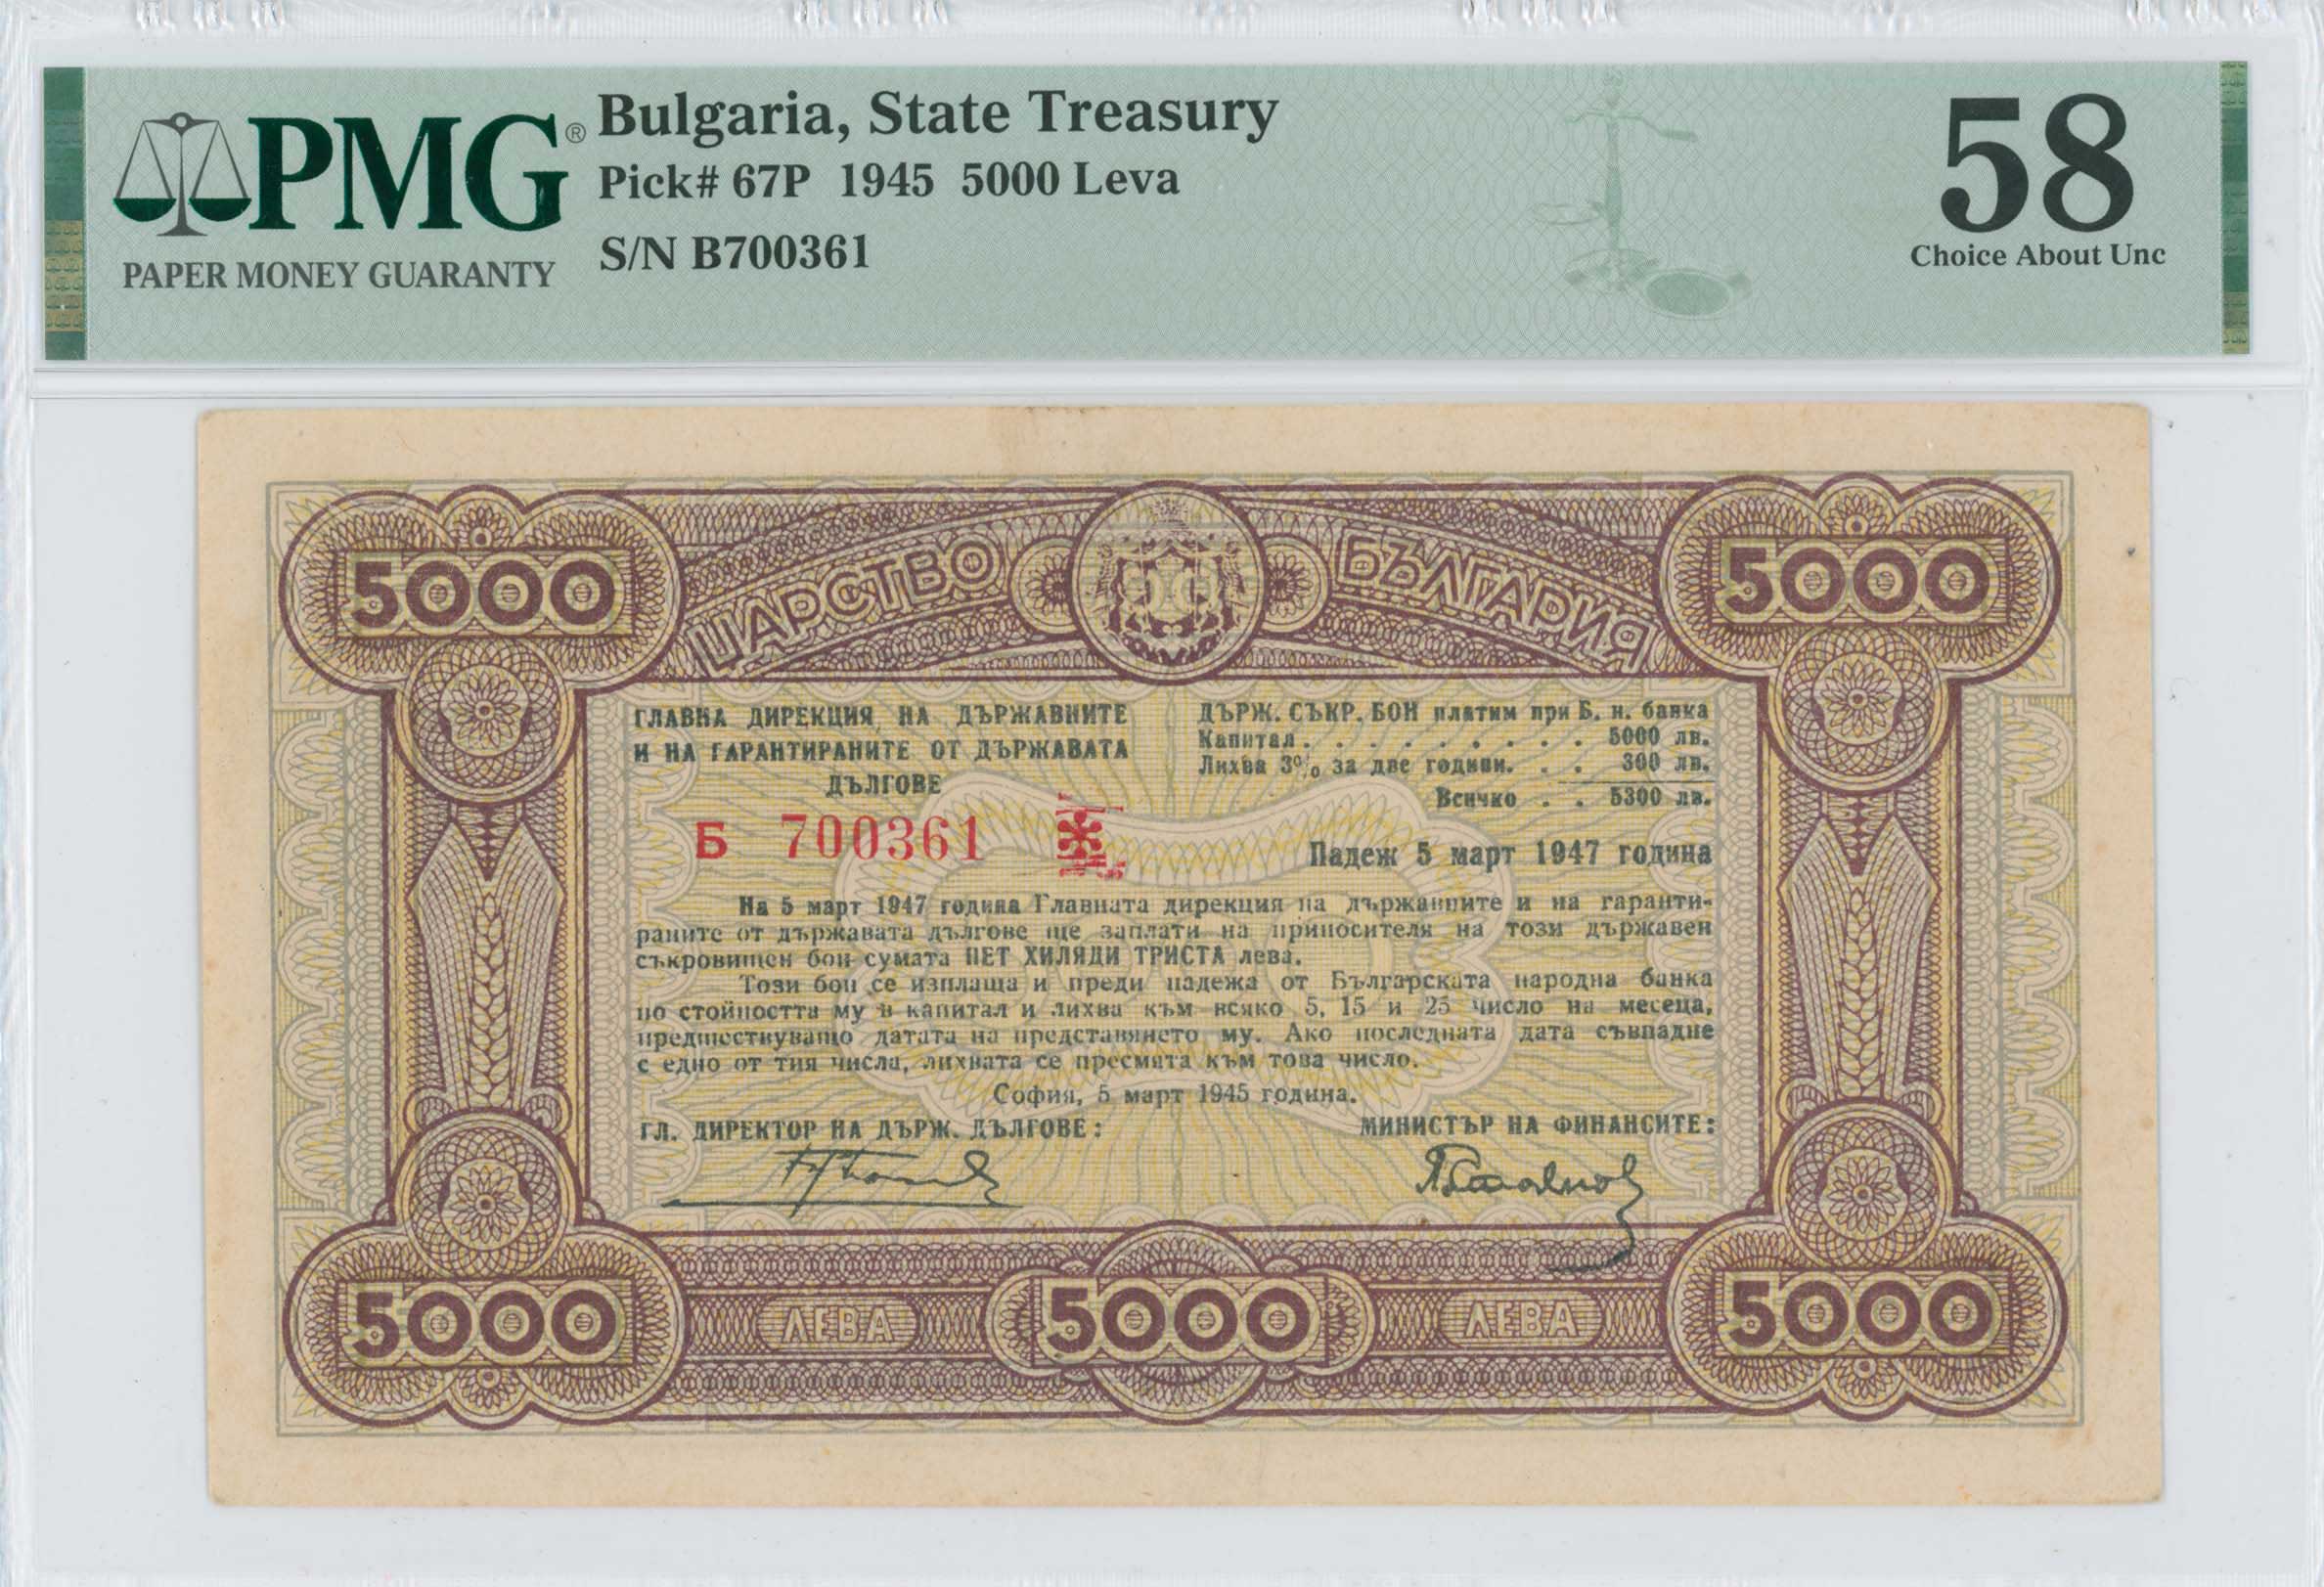 PMG®
PAPER MONEY GUARANTY
Bulgaria, State Treasury
Pick# 67P 1945 5000 Leva
S/N B700361
58
Choice About Unc
5000
ЦАРСТВО БЪЛГАРИЯ
5000
ГЛАВНА ДИРЕКЦИЯ НА ДЪРЖАВНИТЕ
И НА ГАРАНТИРАНИТЕ ОТ ДЪРЖАВАТА
ДЪЛГОВЕ
ДЪРЖ. СЪКР. БОН платим при Б. н. банка
Капитал. . . . . . . . . . 5000 лв.
Лихва 3% за две години. . . 300 лв.
Всичко . . 5300 лв.
Б 700361
Падеж 5 март 1947 година
На 5 март 1947 година Главната дирекция на държавните и на гаранти-
раните от държавата дългове ще заплати на приносителя на този държавен
съкровищен бон сумата ПЕТ ХИЛЯДИ ТРИСТА лева.
Този бон се изплаща и преди падежа от Българската народна банка
по стойността му в капитал и лихва към всяко 5, 15 и 25 число на месеца,
предшествуващо датата на представянето му. Ако последната дата съвпадне
с едно от тия числа, лихвата се пресмята към това число.
София, 5 март 1945 година.
ГЛ. ДИРЕКТОР НА ДЪРЖ. ДЪЛГОВЕ:
МИНИСТЪР НА ФИНАНСИТЕ:
5000
ЛЕВА
5000
ЛЕВА
5000